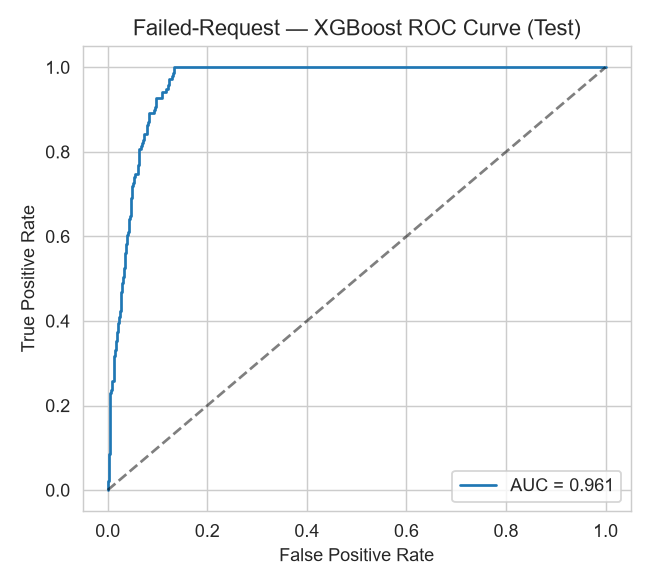 Failed-Request — XGBoost ROC Curve (Test)
1.0
0.8
0.6
0.4
0.2
0.0
True Positive Rate
AUC = 0.961
0.0 0.2 0.4 0.6 0.8 1.0
False Positive Rate